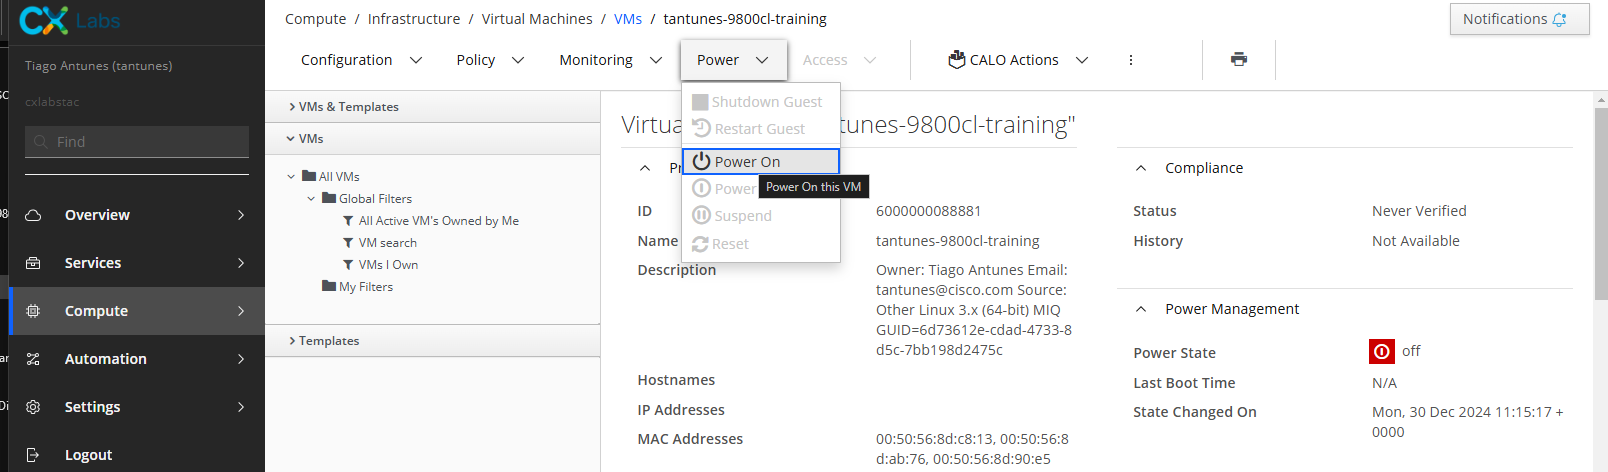 CX Labs
Compute / Infrastructure / Virtual Machines / VMs / tantunes-9800cl-training
Notifications
Tiago Antunes (tantunes)
cxlabstac
Find
Overview
Services
Compute
Automation
Settings
Logout
Configuration
Policy
Monitoring
Power
Access
CALO Actions
VMs & Templates
VMs
All VMs
Global Filters
All Active VM's Owned by Me
VM search
VMs I Own
My Filters
Templates
Shutdown Guest
Restart Guest
Power On
Power
Power On this VM
Suspend
Reset
tunes-9800cl-training"
ID 6000000088881
Name tantunes-9800cl-training
Description Owner: Tiago Antunes Email:
tantunes@cisco.com Source:
Other Linux 3.x (64-bit) MIQ
GUID=6d73612e-cdad-4733-8
d5c-7bb198d2475c
Hostnames
IP Addresses
MAC Addresses 00:50:56:8d:c8:13, 00:50:56:8
d:ab:76, 00:50:56:8d:90:e5
Compliance
Status Never Verified
History Not Available
Power Management
Power State off
Last Boot Time N/A
State Changed On Mon, 30 Dec 2024 11:15:17 +
0000